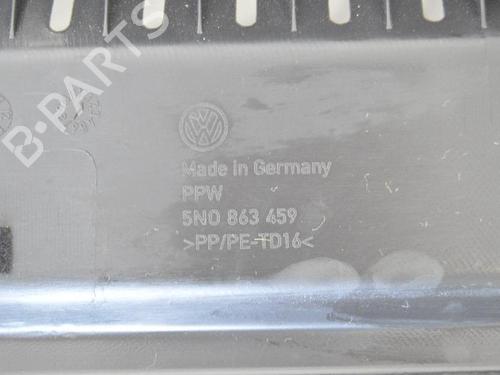 B-PARTS
Made in Germany
PPW
5N0 863 459
>PP/PE-TD16<